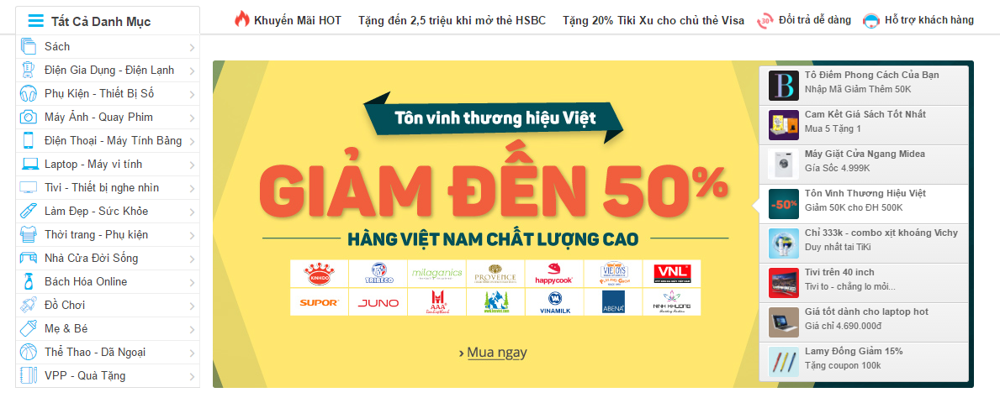 Tất Cả Danh Mục
Khuyến Mãi HOT
Tặng đến 2,5 triệu khi mở thẻ HSBC
Tặng 20% Tiki Xu cho chủ thẻ Visa
30
Đổi trả dễ dàng
Hỗ trợ khách hàng
Sách
Điện Gia Dụng - Điện Lạnh
Phụ Kiện - Thiết Bị Số
Máy Ảnh - Quay Phim
Điện Thoại - Máy Tính Bảng
Laptop - Máy vi tính
Tivi - Thiết bị nghe nhìn
Làm Đẹp - Sức Khỏe
Thời trang - Phụ kiện
Nhà Cửa Đời Sống
Bách Hóa Online
Đồ Chơi
Mẹ & Bé
Thể Thao - Dã Ngoại
VPP - Quà Tặng
Tôn vinh thương hiệu Việt
GIẢM ĐẾN 50%
HÀNG VIỆT NAM CHẤT LƯỢNG CAO
KINHDO
TRIBECO
milaganics
PROVENCE
happycook
VIETOYS
PLAY AND GROW
VNL
SUPOR
JUNO
AAA
VINAMILK
ABENA
NINH KHUONG
› Mua ngay
B
Tô Điểm Phong Cách Của Bạn
Nhập Mã Giảm Thêm 50K
Cam Kết Giá Sách Tốt Nhất
Mua 5 Tặng 1
Máy Giặt Cửa Ngang Midea
Gía Sốc 4.999K
-50%
Tôn Vinh Thương Hiệu Việt
Giảm 50K cho ĐH 500K
Chỉ 333k - combo xịt khoáng Vichy
Duy nhất tai TiKi
Tivi trên 40 inch
Tivi to - chẳng lo mỏi...
Giá tốt dành cho laptop hot
Giá chỉ 4.690.000đ
Lamy Đồng Giảm 15%
Tặng coupon 100k